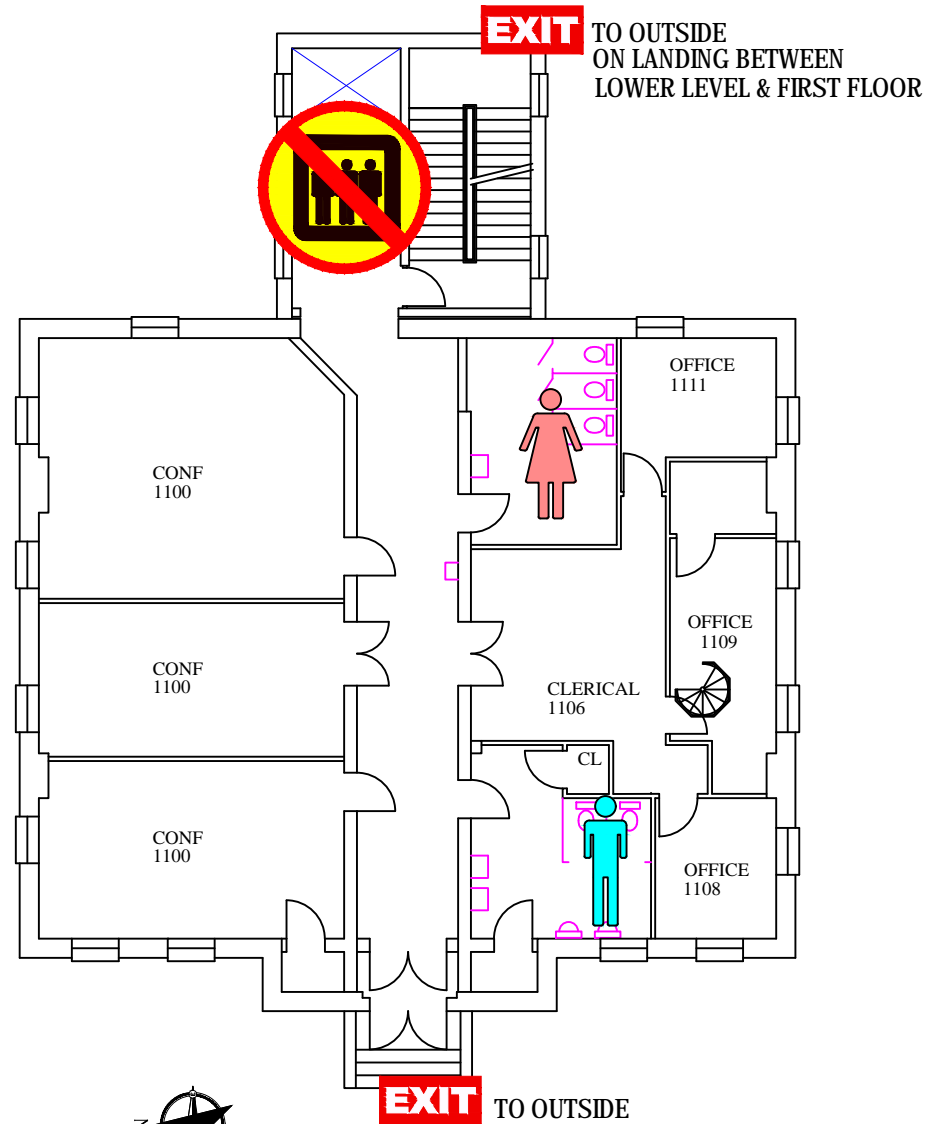 EXIT TO OUTSIDE
ON LANDING BETWEEN
LOWER LEVEL & FIRST FLOOR
OFFICE
1111
CONF
1100
OFFICE
1109
CONF
1100
CLERICAL
1106
CL
CONF
1100
OFFICE
1108
EXIT TO OUTSIDE
N